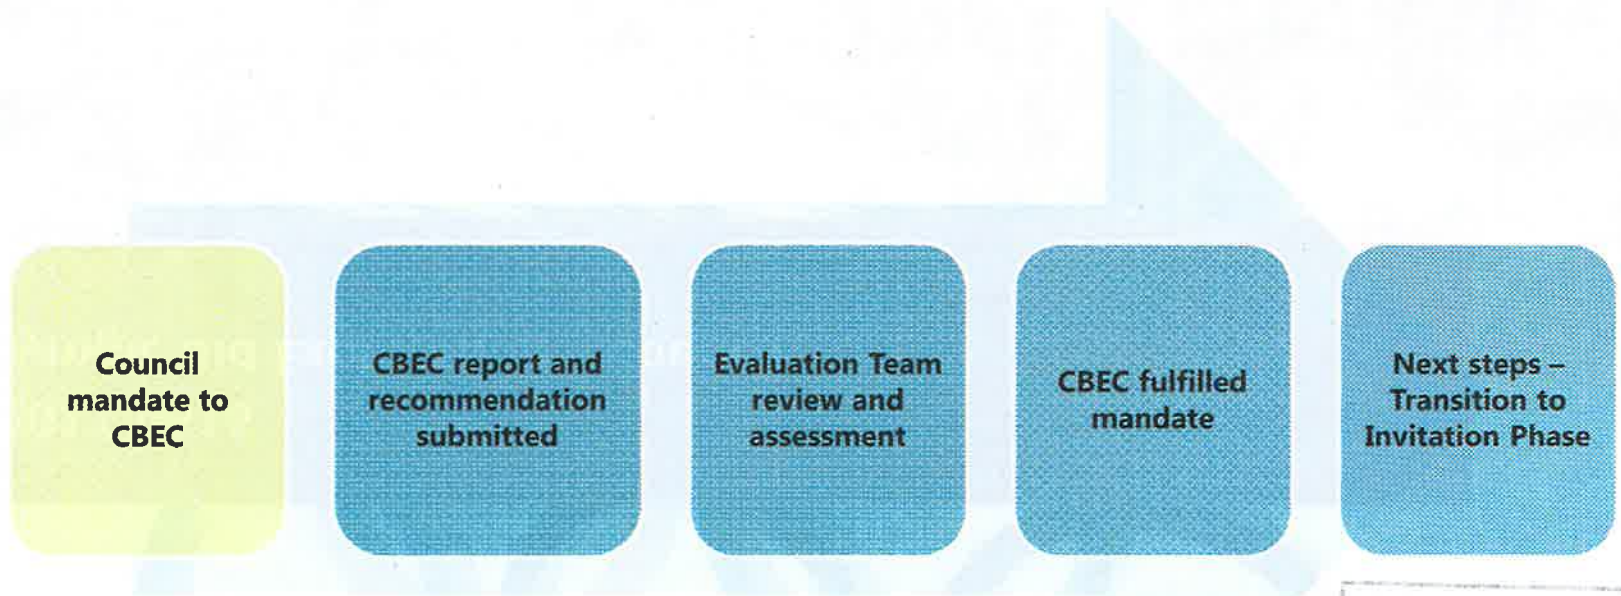 Council
mandate to
CBEC
CBEC report and
recommendation
submitted
Evaluation Team
review and
assessment
CBEC fulfilled
mandate
Next steps –
Transition to
Invitation Phase